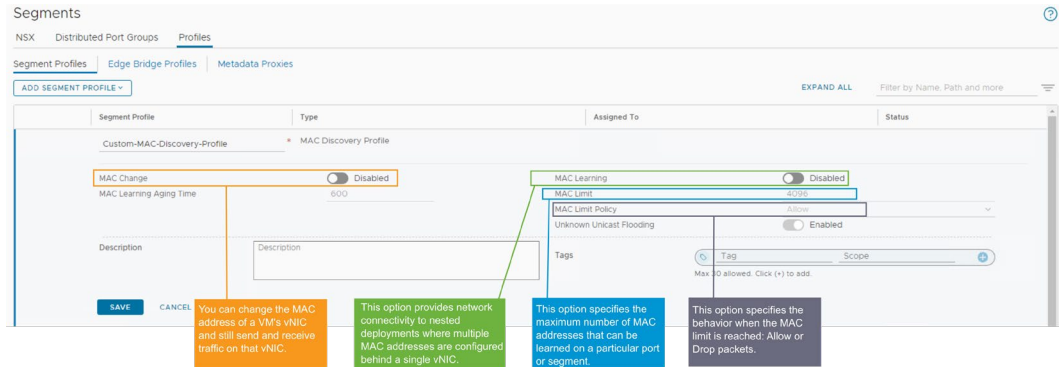 Segments
NSX Distributed Port Groups Profiles
Segment Profiles Edge Bridge Profiles Metadata Proxies
ADD SEGMENT PROFILE EXPAND ALL Filter by Name, Path and more
Segment Profile Type Assigned To Status
Custom-MAC-Discovery-Profile * MAC Discovery Profile
MAC Change Disabled MAC Learning Disabled
MAC Learning Aging Time 600 MAC Limit 4096
MAC Limit Policy Allow
Unknown Unicast Flooding Enabled
Description Description Tags Tag Scope
Max 30 allowed. Click (+) to add.
SAVE CANCEL
You can change the MAC
address of a VM's vNIC
and still send and receive
traffic on that vNIC.
This option provides network
connectivity to nested
deployments where multiple
MAC addresses are configured
behind a single vNIC.
This option specifies the
maximum number of MAC
addresses that can be
learned on a particular port
or segment.
This option specifies the
behavior when the MAC
limit is reached: Allow or
Drop packets.